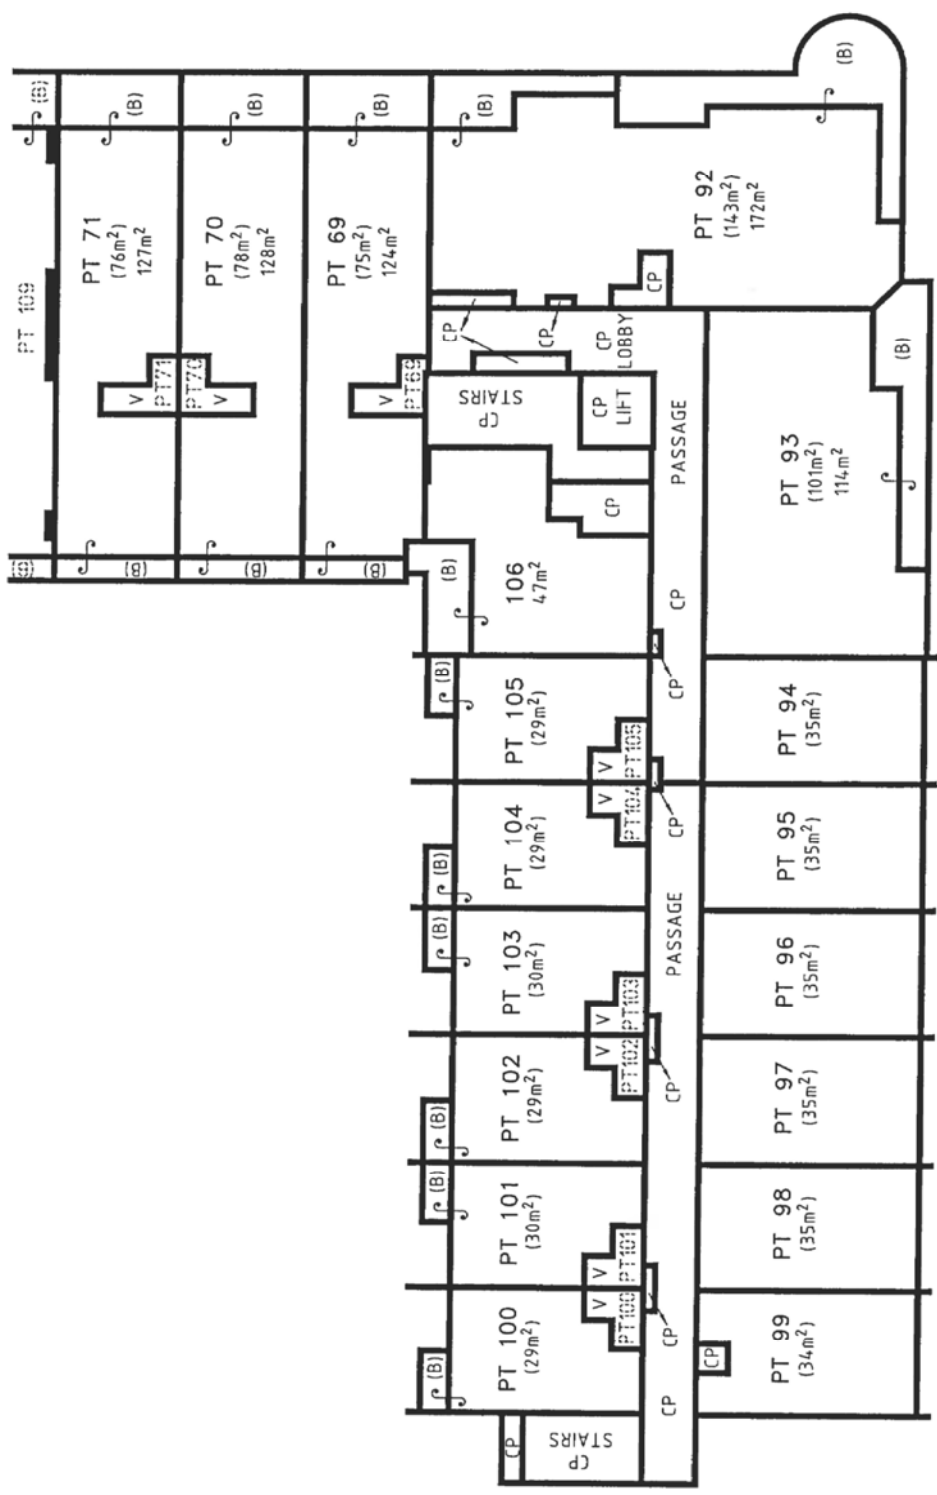 (B)
(B)
(B)
(B)
(B)
(B)
PT 109
PT 71
(76m²)
127m²
PT 70
(78m²)
128m²
PT 69
(75m²)
124m²
PT 92
(143m²)
172m²
V
PT71
PT70
V
V
PT69
CP
CP
CP
LOBBY
CP
CP
STAIRS
CP
LIFT
PASSAGE
(B)
PT 93
(101m²)
114m²
CP
(B)
(B)
(B)
(B)
(B)
106
47m²
CP
(B)
PT 105
(29m²)
V
PT105
CP
PT 94
(35m²)
(B)
PT 104
(29m²)
V
PT104
CP
PT 95
(35m²)
(B)
PT 103
(30m²)
V
PT103
PASSAGE
PT 96
(35m²)
(B)
PT 102
(29m²)
V
PT102
CP
PT 97
(35m²)
(B)
PT 101
(30m²)
V
PT101
PT 98
(35m²)
(B)
PT 100
(29m²)
V
PT100
CP
CP
CP
PT 99
(34m²)
CP
CP
STAIRS